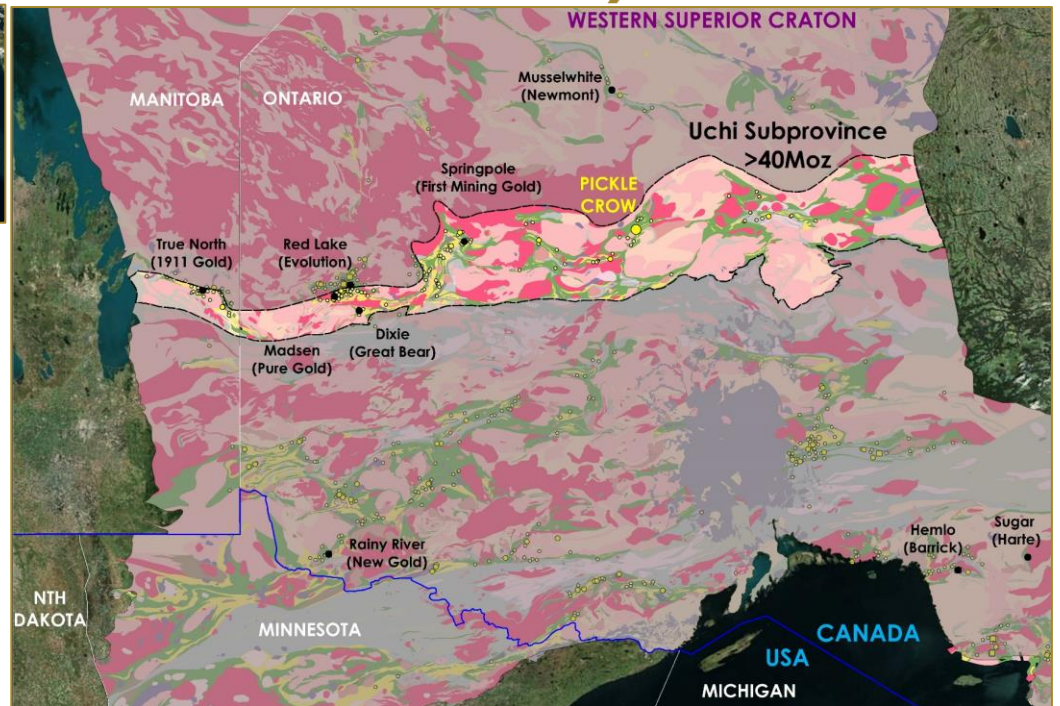 WESTERN SUPERIOR CRATON
Musselwhite
(Newmont)
MANITOBA
ONTARIO
Uchi Subprovince
>40Moz
Springpole
(First Mining Gold)
PICKLE
CROW
True North
(1911 Gold)
Red Lake
(Evolution)
Dixie
(Great Bear)
Madsen
(Pure Gold)
Rainy River
(New Gold)
Hemlo
(Barrick)
Sugar
(Harte)
NTH
DAKOTA
MINNESOTA
CANADA
USA
MICHIGAN